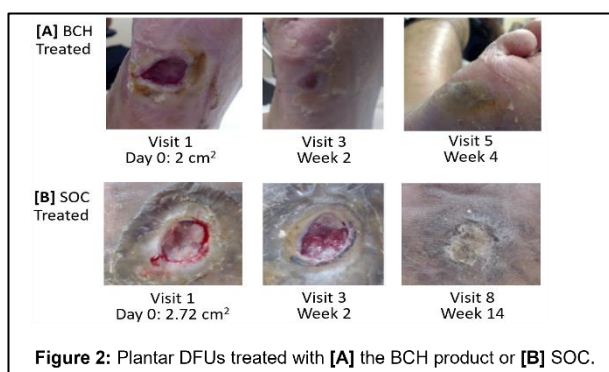 [A] BCH
Treated
Visit 1
Day 0: 2 cm²
Visit 3
Week 2
Visit 5
Week 4
[B] SOC
Treated
Visit 1
Day 0: 2.72 cm²
Visit 3
Week 2
Visit 8
Week 14
Figure 2: Plantar DFUs treated with [A] the BCH product or [B] SOC.